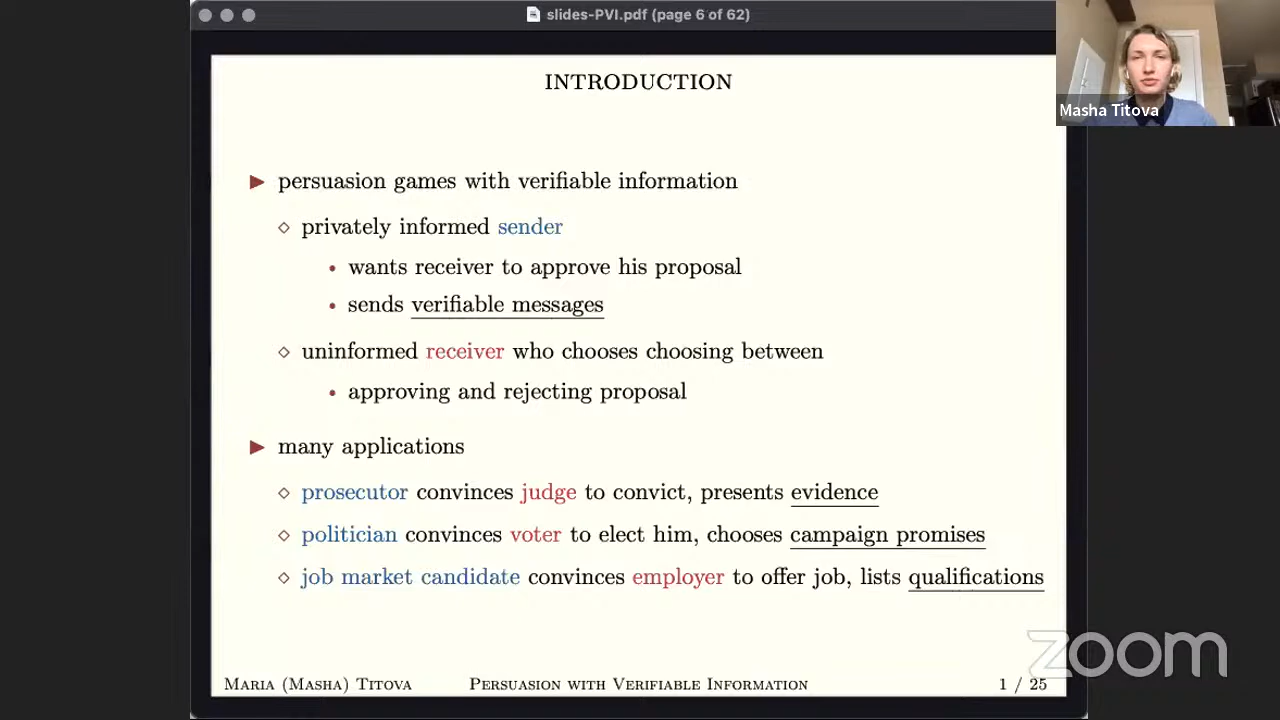 slides-PVI.pdf (page 6 of 62)
Masha Titova
INTRODUCTION
persuasion games with verifiable information
privately informed sender
wants receiver to approve his proposal
sends verifiable messages
uninformed receiver who chooses choosing between
approving and rejecting proposal
many applications
prosecutor convinces judge to convict, presents evidence
politician convinces voter to elect him, chooses campaign promises
job market candidate convinces employer to offer job, lists qualifications
zoom
Maria (Masha) Titova Persuasion with Verifiable Information 1 / 25